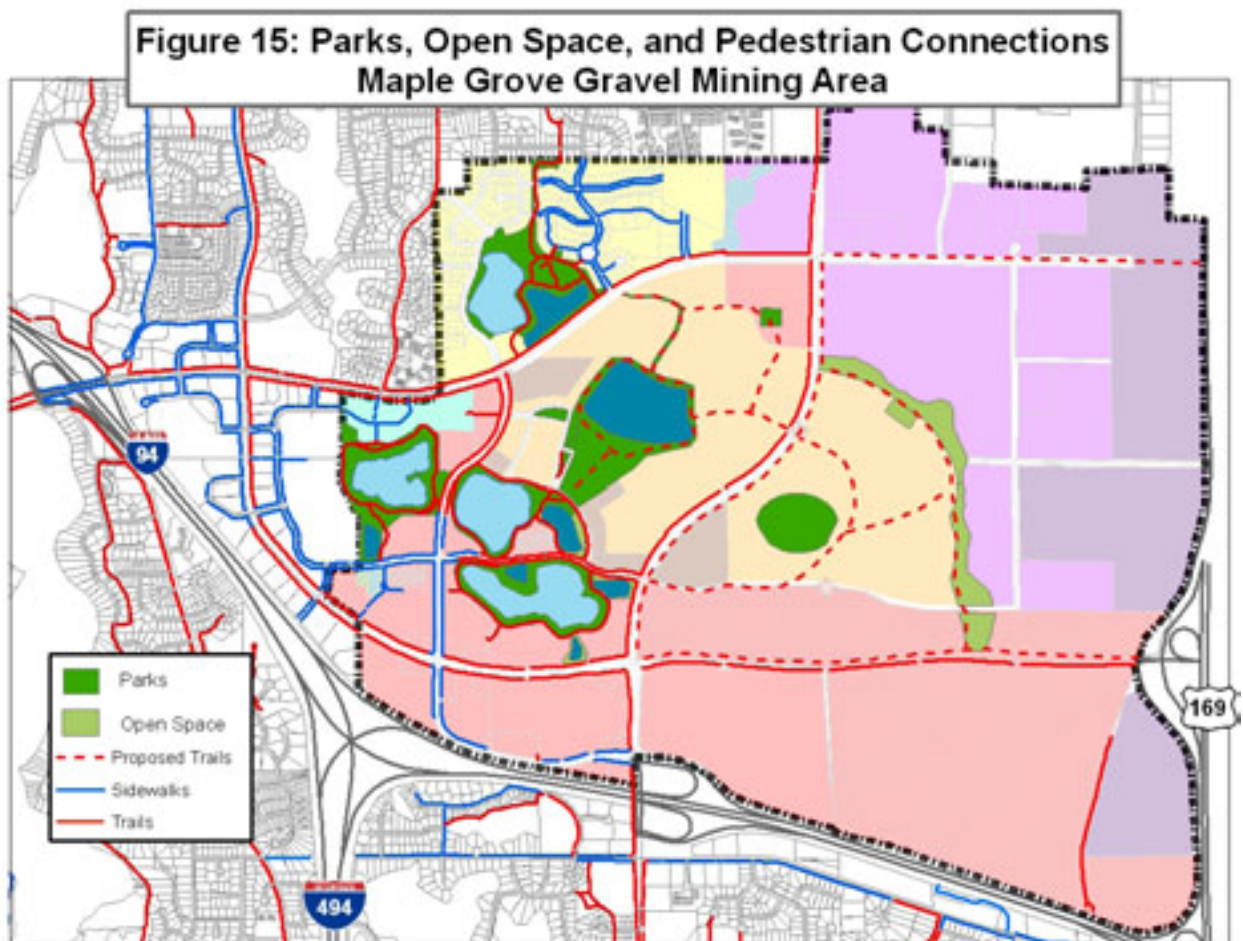 Figure 15: Parks, Open Space, and Pedestrian Connections
Maple Grove Gravel Mining Area
94
169
494
Parks
Open Space
Proposed Trails
Sidewalks
Trails